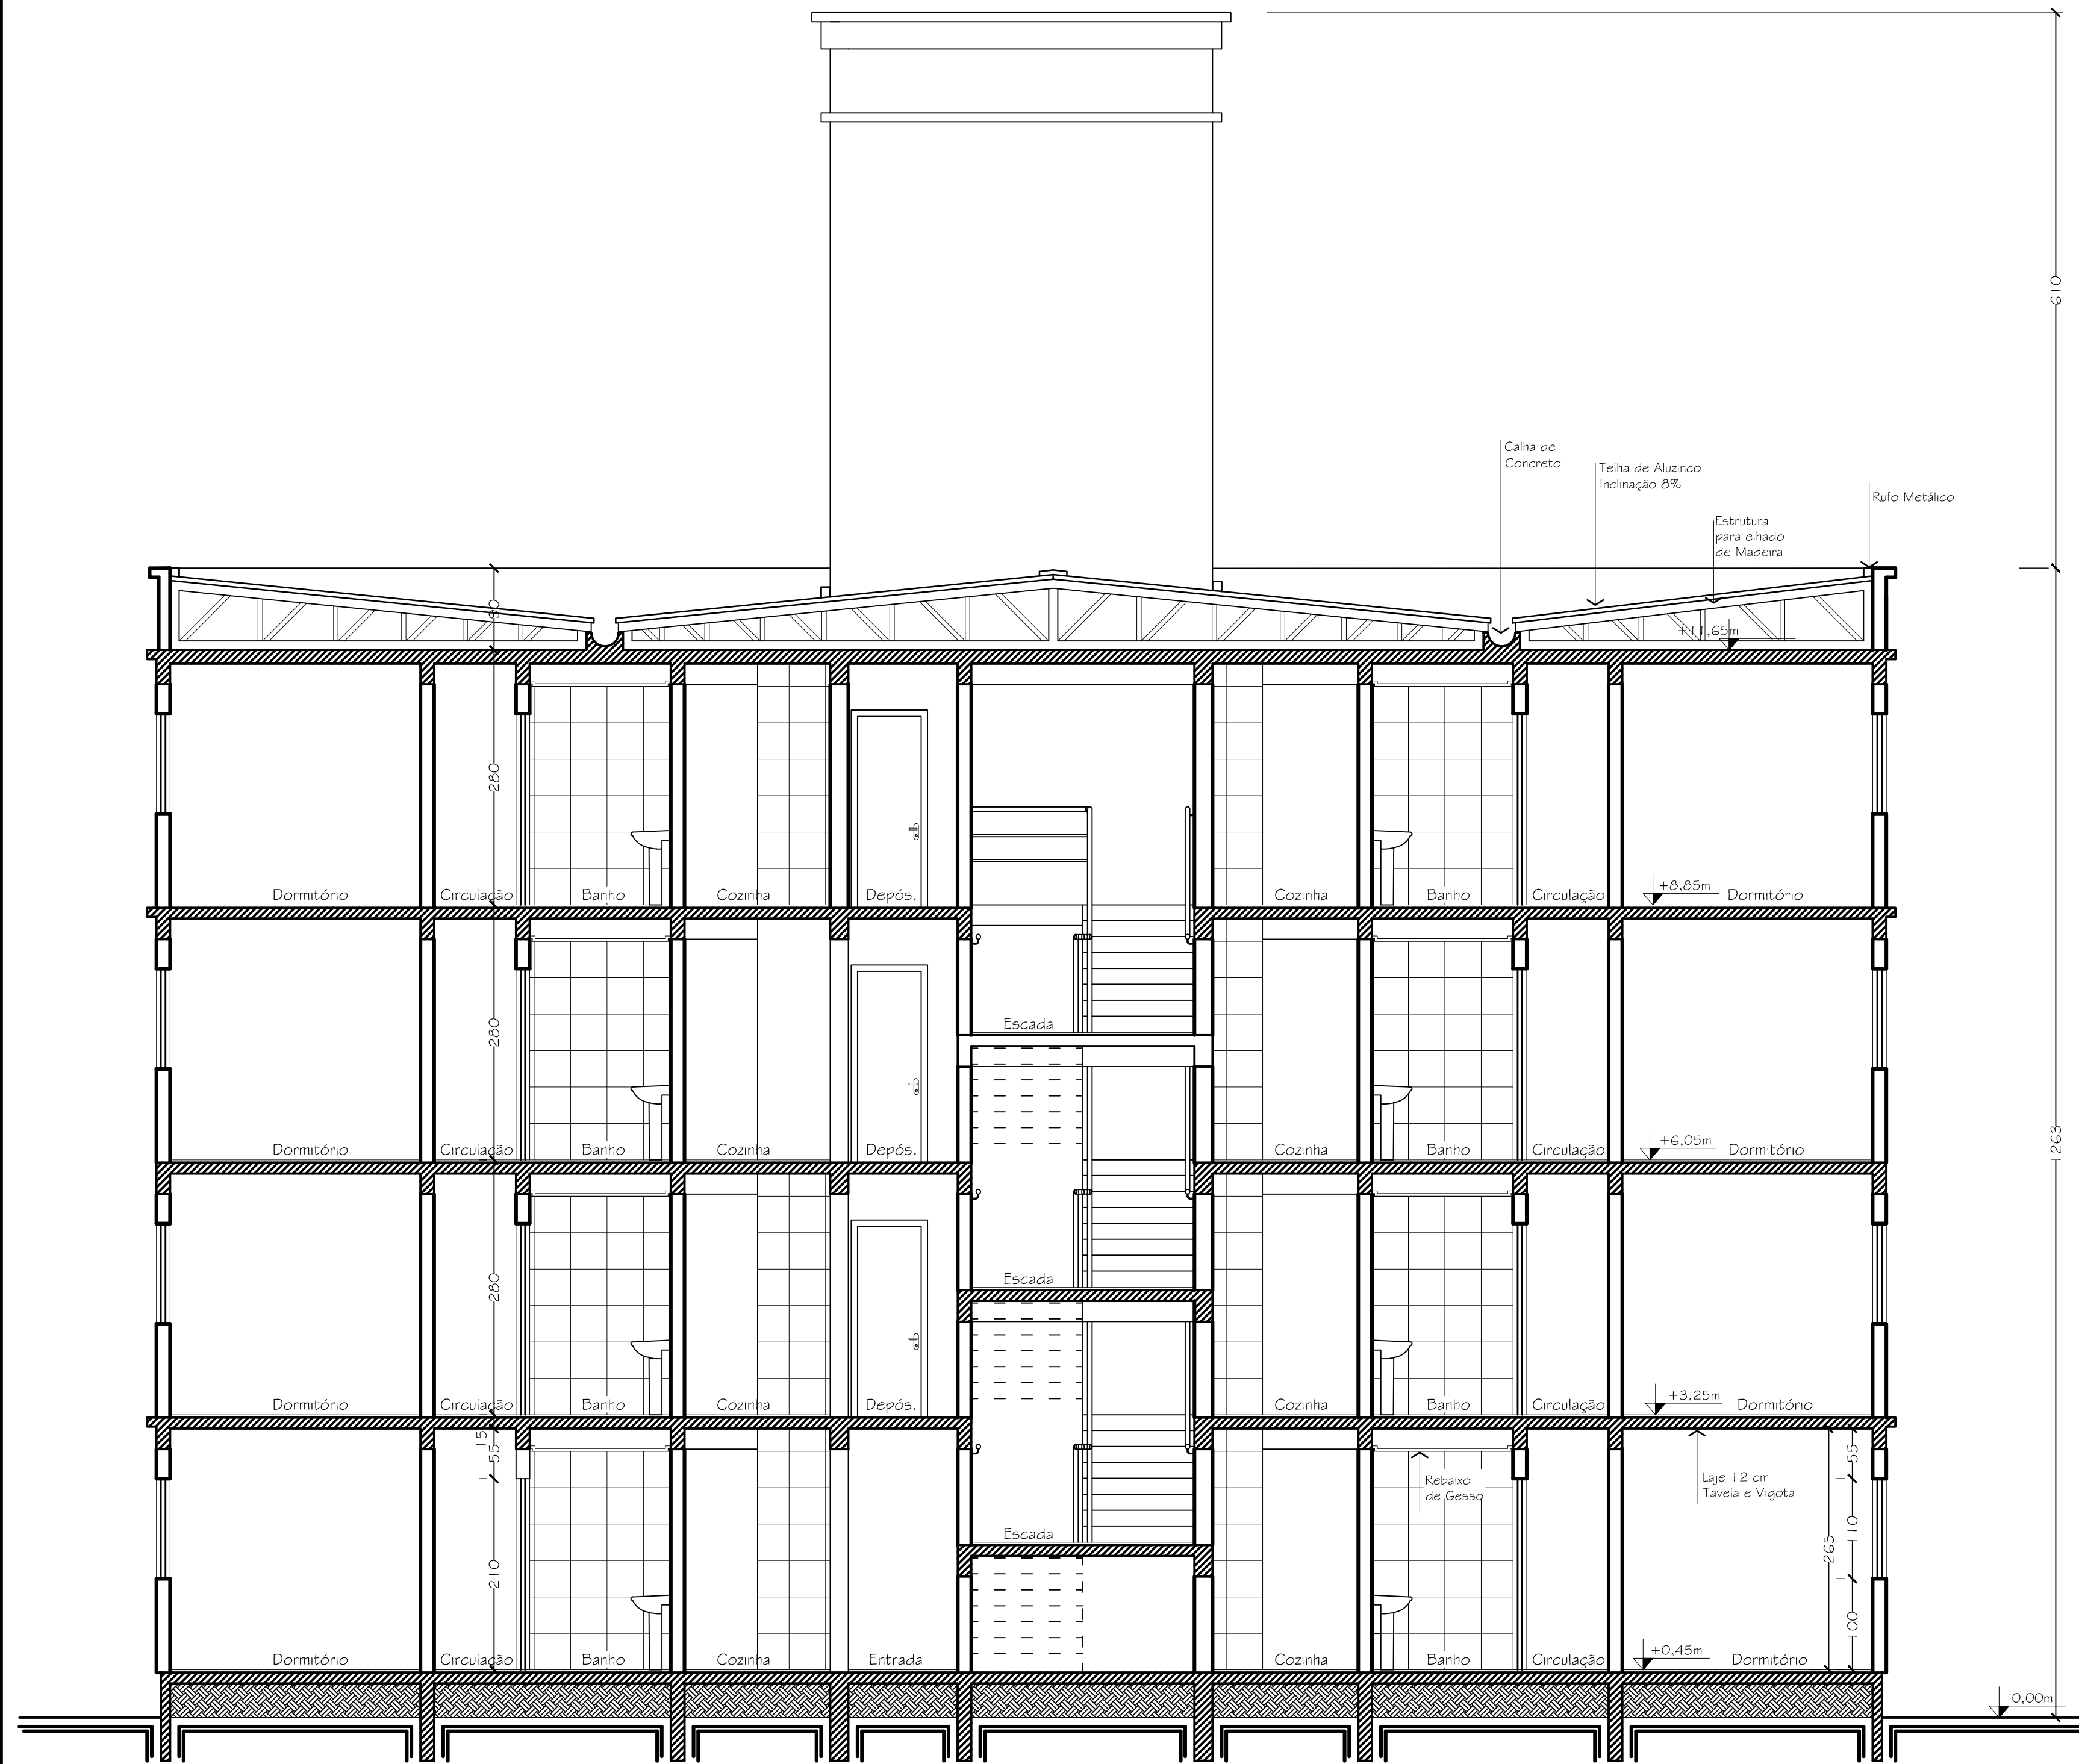 610
Calha de
Concreto
Telha de Aluzinco
Inclinação 8%
Rufo Metálico
Estrutura
para elhado
de Madeira
90
+11,65m
280
Dormitório
Circulação
Banho
Cozinha
Depós.
Cozinha
Banho
Circulação
+8,85m
Dormitório
280
Escada
1263
Dormitório
Circulação
Banho
Cozinha
Depós.
Cozinha
Banho
Circulação
+6,05m
Dormitório
280
Escada
Dormitório
Circulação
Banho
Cozinha
Depós.
Cozinha
Banho
Circulação
+3,25m
Dormitório
15
55
55
Rebaixo
de Gesso
Laje 12 cm
Tavela e Vigota
Escada
110
265
210
100
Dormitório
Circulação
Banho
Cozinha
Entrada
Cozinha
Banho
Circulação
+0,45m
Dormitório
0,00m